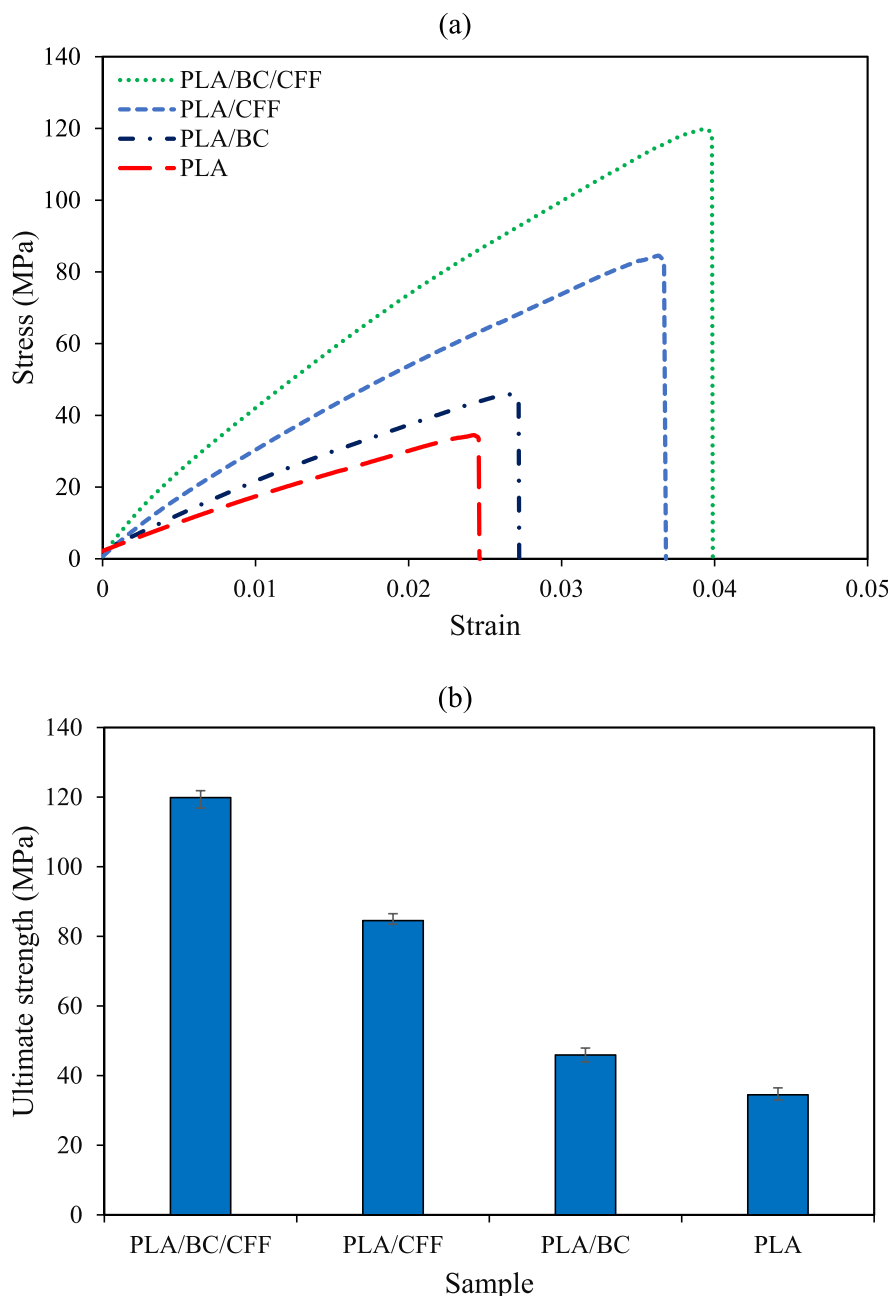 (a)
140
120
100
80
60
40
20
0
Stress (MPa)
PLA/BC/CFF
PLA/CFF
PLA/BC
PLA
0
0.01
0.02
0.03
0.04
0.05
Strain
(b)
140
120
100
80
60
40
20
0
Ultimate strength (MPa)
PLA/BC/CFF
PLA/CFF
PLA/BC
PLA
Sample